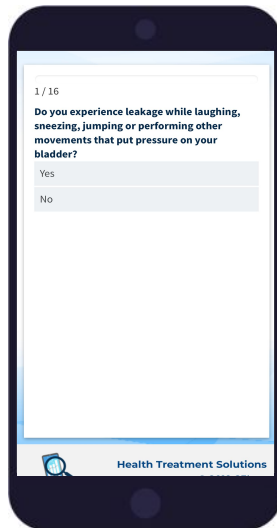 1 / 16
Do you experience leakage while laughing,
sneezing, jumping or performing other
movements that put pressure on your
bladder?
Yes
No
Health Treatment Solutions